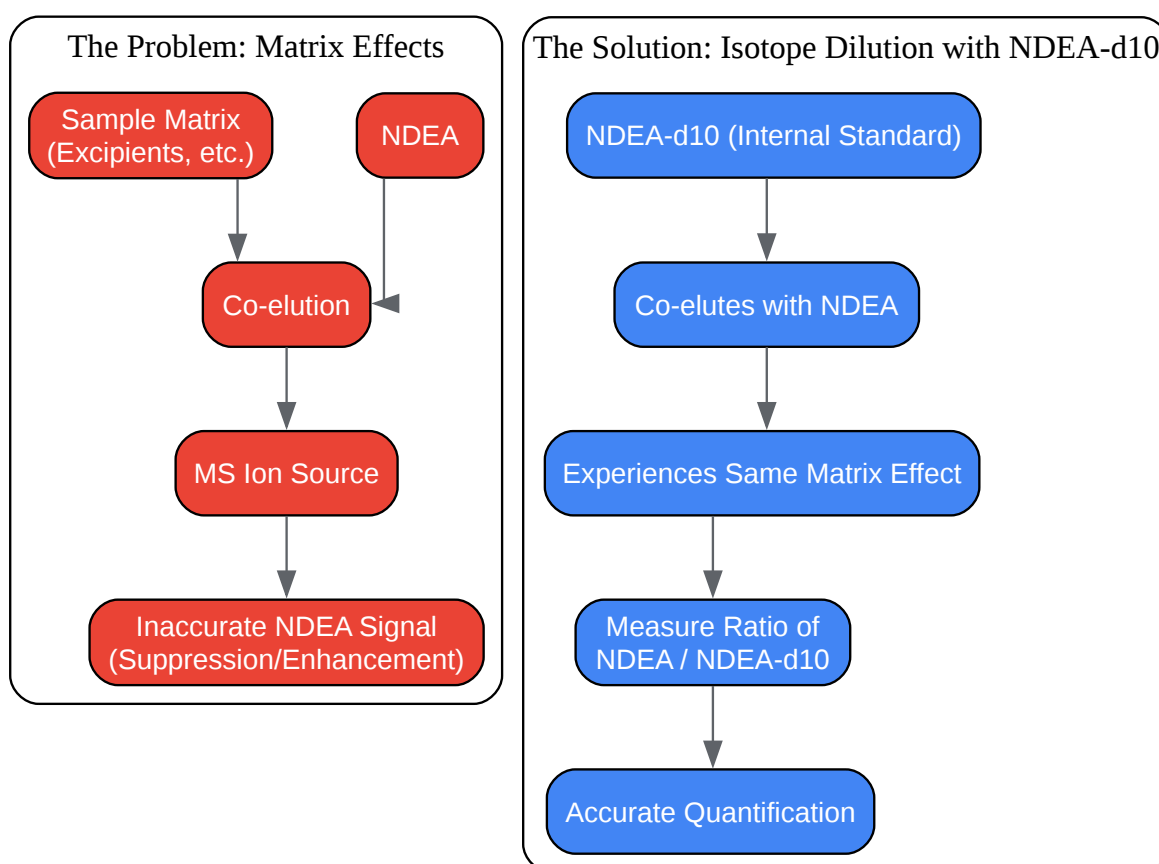 The Problem: Matrix Effects
Sample Matrix
(Excipients, etc.)
NDEA
Co-elution
MS Ion Source
Inaccurate NDEA Signal
(Suppression/Enhancement)
The Solution: Isotope Dilution with NDEA-d10
NDEA-d10 (Internal Standard)
Co-elutes with NDEA
Experiences Same Matrix Effect
Measure Ratio of
NDEA / NDEA-d10
Accurate Quantification